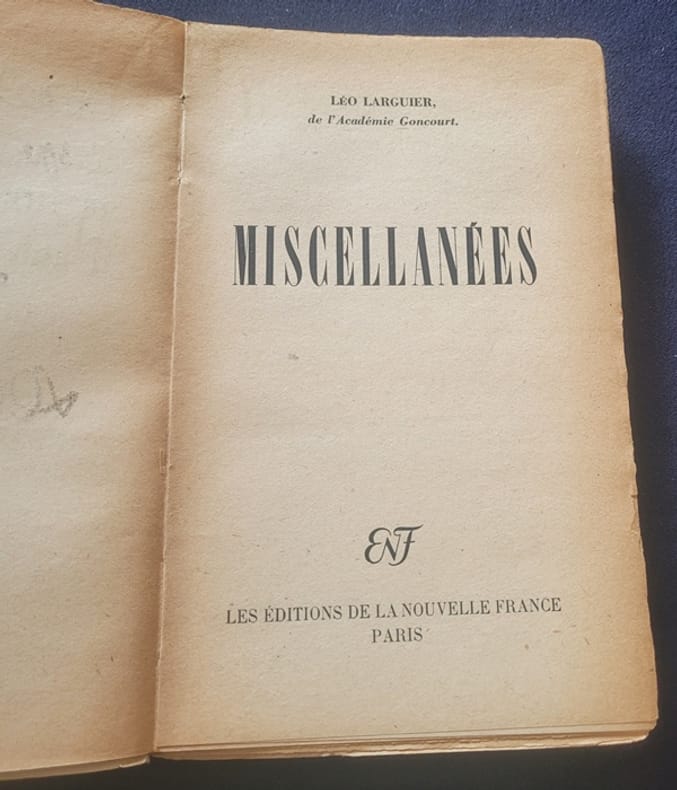 LÉO LARGUIER,
de l'Académie Goncourt.
MISCELLANÉES
ENF
LES ÉDITIONS DE LA NOUVELLE FRANCE
PARIS